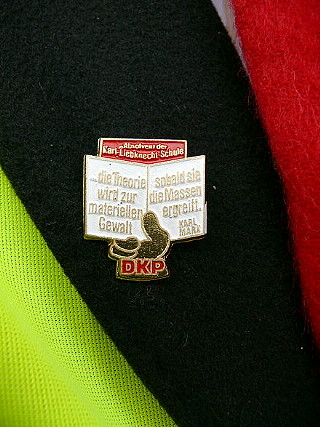 Absolvent der
Karl-Liebknecht-Schule
...die Theorie
wird zur
materiellen
Gewalt
sobald sie
die Massen
ergreift.
KARL
MARX
DKP